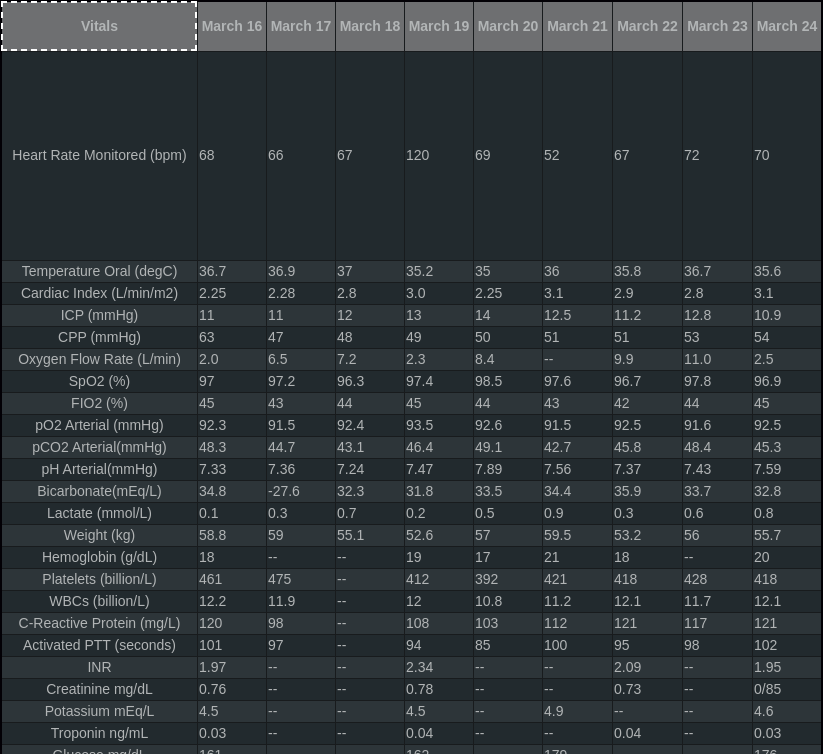 Vitals March 16 March 17 March 18 March 19 March 20 March 21 March 22 March 23 March 24
Heart Rate Monitored (bpm) 68 66 67 120 69 52 67 72 70
Temperature Oral (degC) 36.7 36.9 37 35.2 35 36 35.8 36.7 35.6
Cardiac Index (L/min/m2) 2.25 2.28 2.8 3.0 2.25 3.1 2.9 2.8 3.1
ICP (mmHg) 11 11 12 13 14 12.5 11.2 12.8 10.9
CPP (mmHg) 63 47 48 49 50 51 51 53 54
Oxygen Flow Rate (L/min) 2.0 6.5 7.2 2.3 8.4 -- 9.9 11.0 2.5
SpO2 (%) 97 97.2 96.3 97.4 98.5 97.6 96.7 97.8 96.9
FIO2 (%) 45 43 44 45 44 43 42 44 45
pO2 Arterial (mmHg) 92.3 91.5 92.4 93.5 92.6 91.5 92.5 91.6 92.5
pCO2 Arterial(mmHg) 48.3 44.7 43.1 46.4 49.1 42.7 45.8 48.4 45.3
pH Arterial(mmHg) 7.33 7.36 7.24 7.47 7.89 7.56 7.37 7.43 7.59
Bicarbonate(mEq/L) 34.8 -27.6 32.3 31.8 33.5 34.4 35.9 33.7 32.8
Lactate (mmol/L) 0.1 0.3 0.7 0.2 0.5 0.9 0.3 0.6 0.8
Weight (kg) 58.8 59 55.1 52.6 57 59.5 53.2 56 55.7
Hemoglobin (g/dL) 18 -- -- 19 17 21 18 -- 20
Platelets (billion/L) 461 475 -- 412 392 421 418 428 418
WBCs (billion/L) 12.2 11.9 -- 12 10.8 11.2 12.1 11.7 12.1
C-Reactive Protein (mg/L) 120 98 -- 108 103 112 121 117 121
Activated PTT (seconds) 101 97 -- 94 85 100 95 98 102
INR 1.97 -- -- 2.34 -- -- 2.09 -- 1.95
Creatinine mg/dL 0.76 -- -- 0.78 -- -- 0.73 -- 0/85
Potassium mEq/L 4.5 -- -- 4.5 -- 4.9 -- -- 4.6
Troponin ng/mL 0.03 -- -- 0.04 -- -- 0.04 -- 0.03
Glucose mg/dL 161 162 179 176